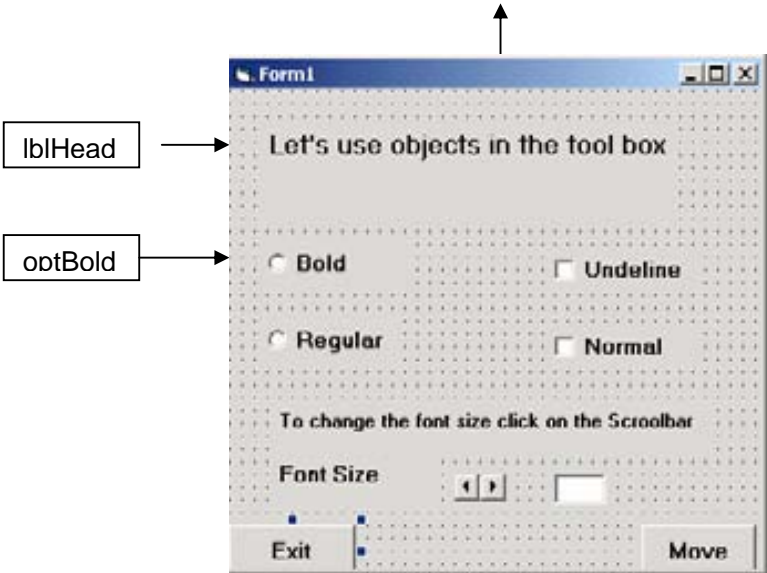 Form1
lblHead
Let's use objects in the tool box
optBold
Bold
Undeline
Regular
Normal
To change the font size click on the Scroolbar
Font Size
Exit
Move